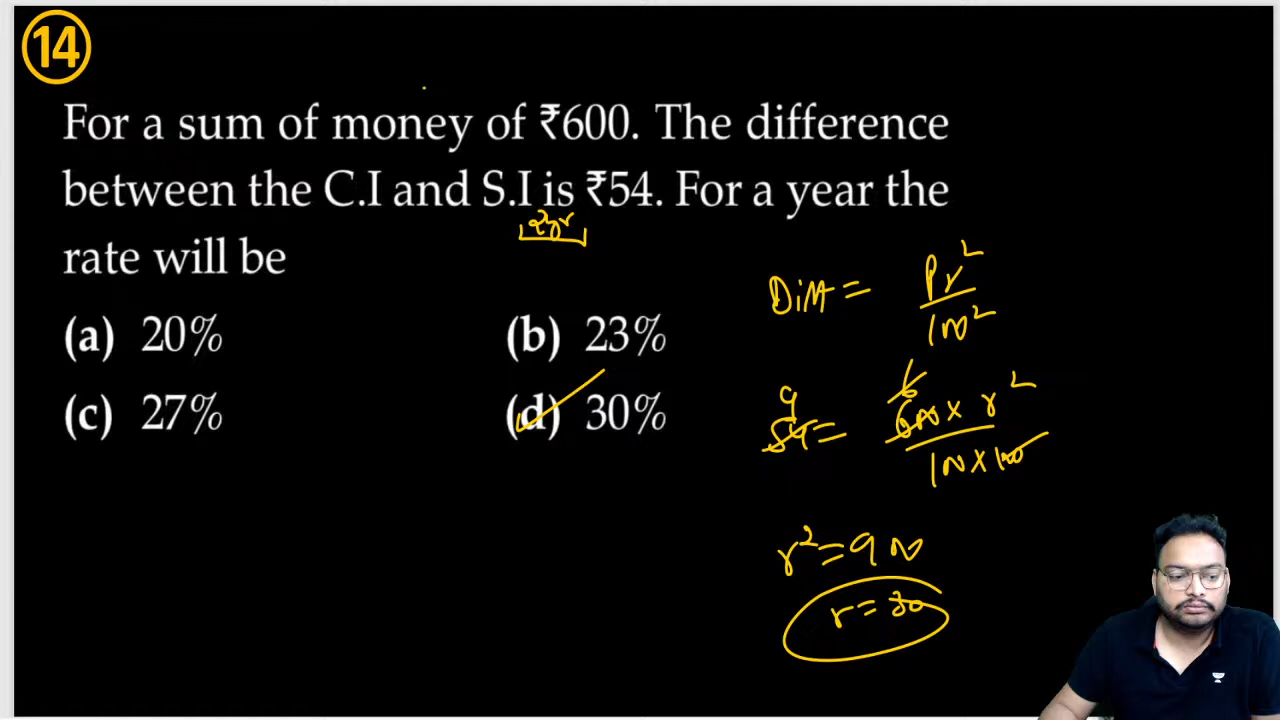 14
For a sum of money of ₹600. The difference
between the C.I and S.I is ₹54. For a year the
2yr
rate will be
(a) 20%
(b) 23%
(c) 27%
(d) 30%
Diff = Pr² / 100²
9
54 = 600 × r² / 100 × 100
6
r² = 900
r = 30